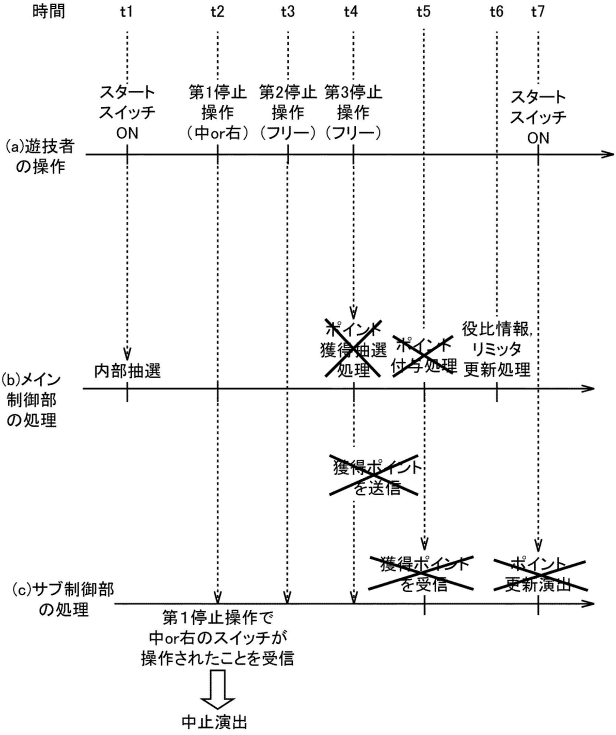 時間 t1 t2 t3 t4 t5 t6 t7
スタート
スイッチ
ON
第1停止
操作
(中or右)
第2停止
操作
(フリー)
第3停止
操作
(フリー)
スタート
スイッチ
ON
(a)遊技者
の操作
内部抽選
ポイント
獲得抽選
処理
ポイント
付与処理
役比情報,
リミッタ
更新処理
(b)メイン
制御部
の処理
獲得ポイント
を送信
獲得ポイント
を受信
ポイント
更新演出
(c)サブ制御部
の処理
第1停止操作で
中or右のスイッチが
操作されたことを受信
中止演出